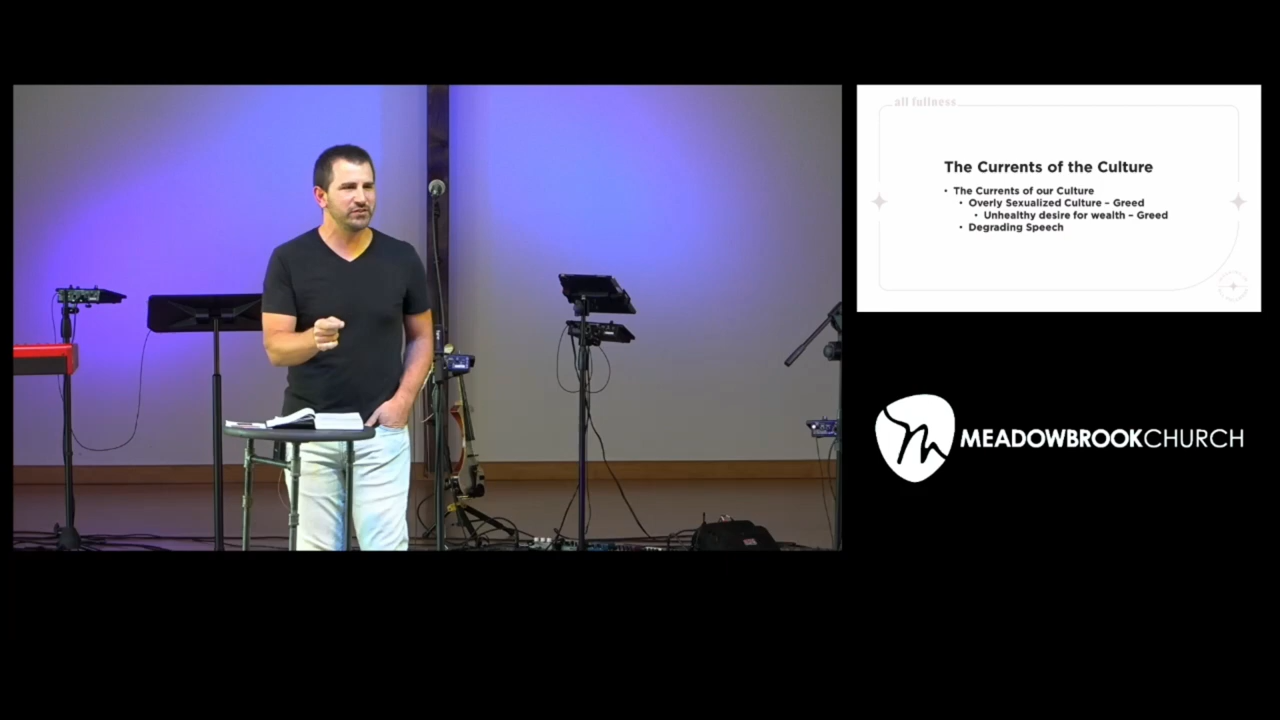 all fullness
The Currents of the Culture
• The Currents of our Culture
• Overly Sexualized Culture – Greed
• Unhealthy desire for wealth – Greed
• Degrading Speech
MEADOWBROOKCHURCH